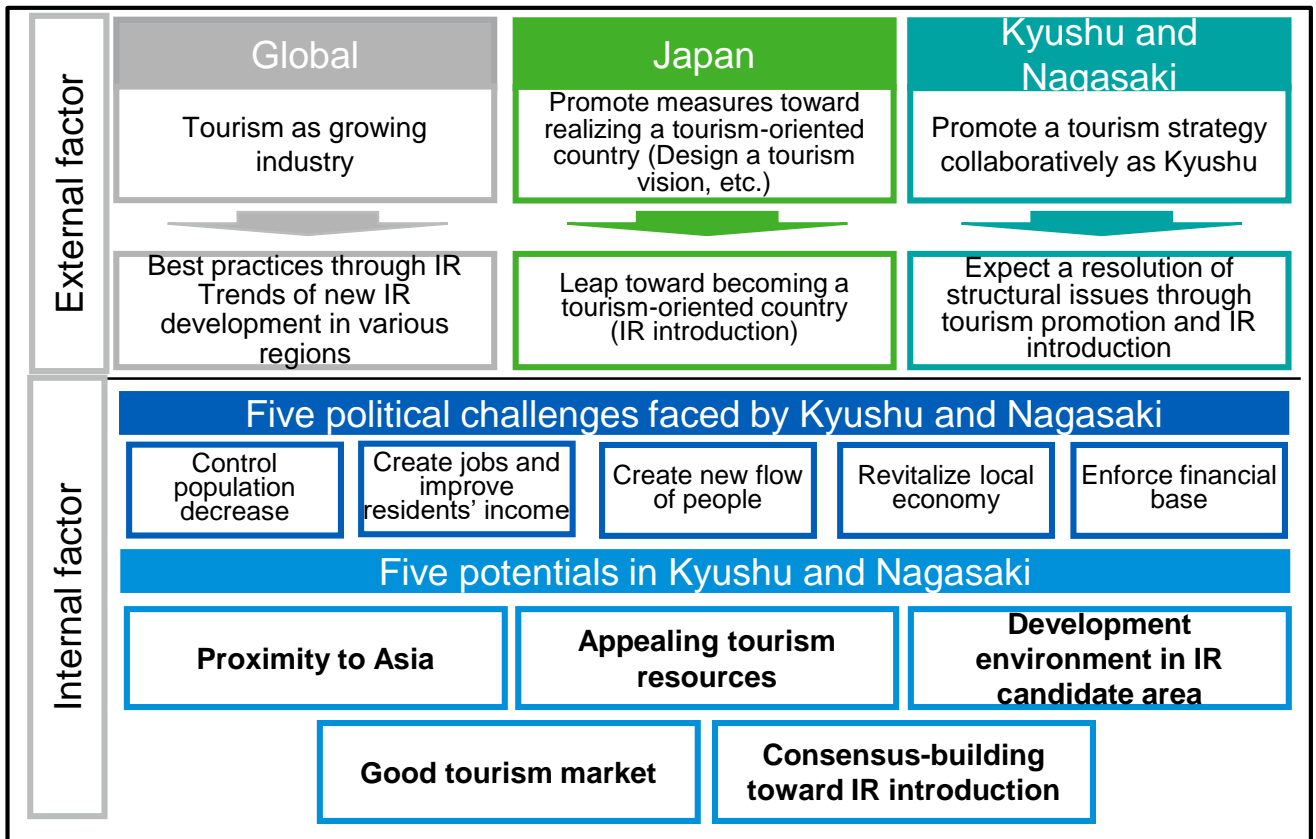 External factor
Global
Tourism as growing
industry
Best practices through IR
Trends of new IR
development in various
regions
Japan
Promote measures toward
realizing a tourism-oriented
country (Design a tourism
vision, etc.)
Leap toward becoming a
tourism-oriented country
(IR introduction)
Kyushu and
Nagasaki
Promote a tourism strategy
collaboratively as Kyushu
Expect a resolution of
structural issues through
tourism promotion and IR
introduction
Internal factor
Five political challenges faced by Kyushu and Nagasaki
Control
population
decrease
Create jobs and
improve
residents’ income
Create new flow
of people
Revitalize local
economy
Enforce financial
base
Five potentials in Kyushu and Nagasaki
Proximity to Asia
Appealing tourism
resources
Development
environment in IR
candidate area
Good tourism market
Consensus-building
toward IR introduction